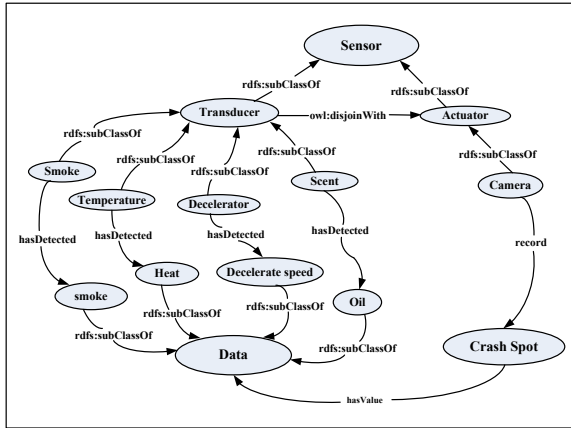 Sensor
rdfs:subClassOf
rdfs:subClassOf
Transducer
owl:disjoinWith
Actuator
rdfs:subClassOf
rdfs:subClassOf
rdfs:subClassOf
rdfs:subClassOf
rdfs:subClassOf
Smoke
Temperature
Decelerator
Scent
Camera
hasDetected
hasDetected
hasDetected
hasDetected
record
smoke
Heat
Decelerate speed
Oil
rdfs:subClassOf
rdfs:subClassOf
rdfs:subClassOf
rdfs:subClassOf
Data
Crash Spot
hasValue